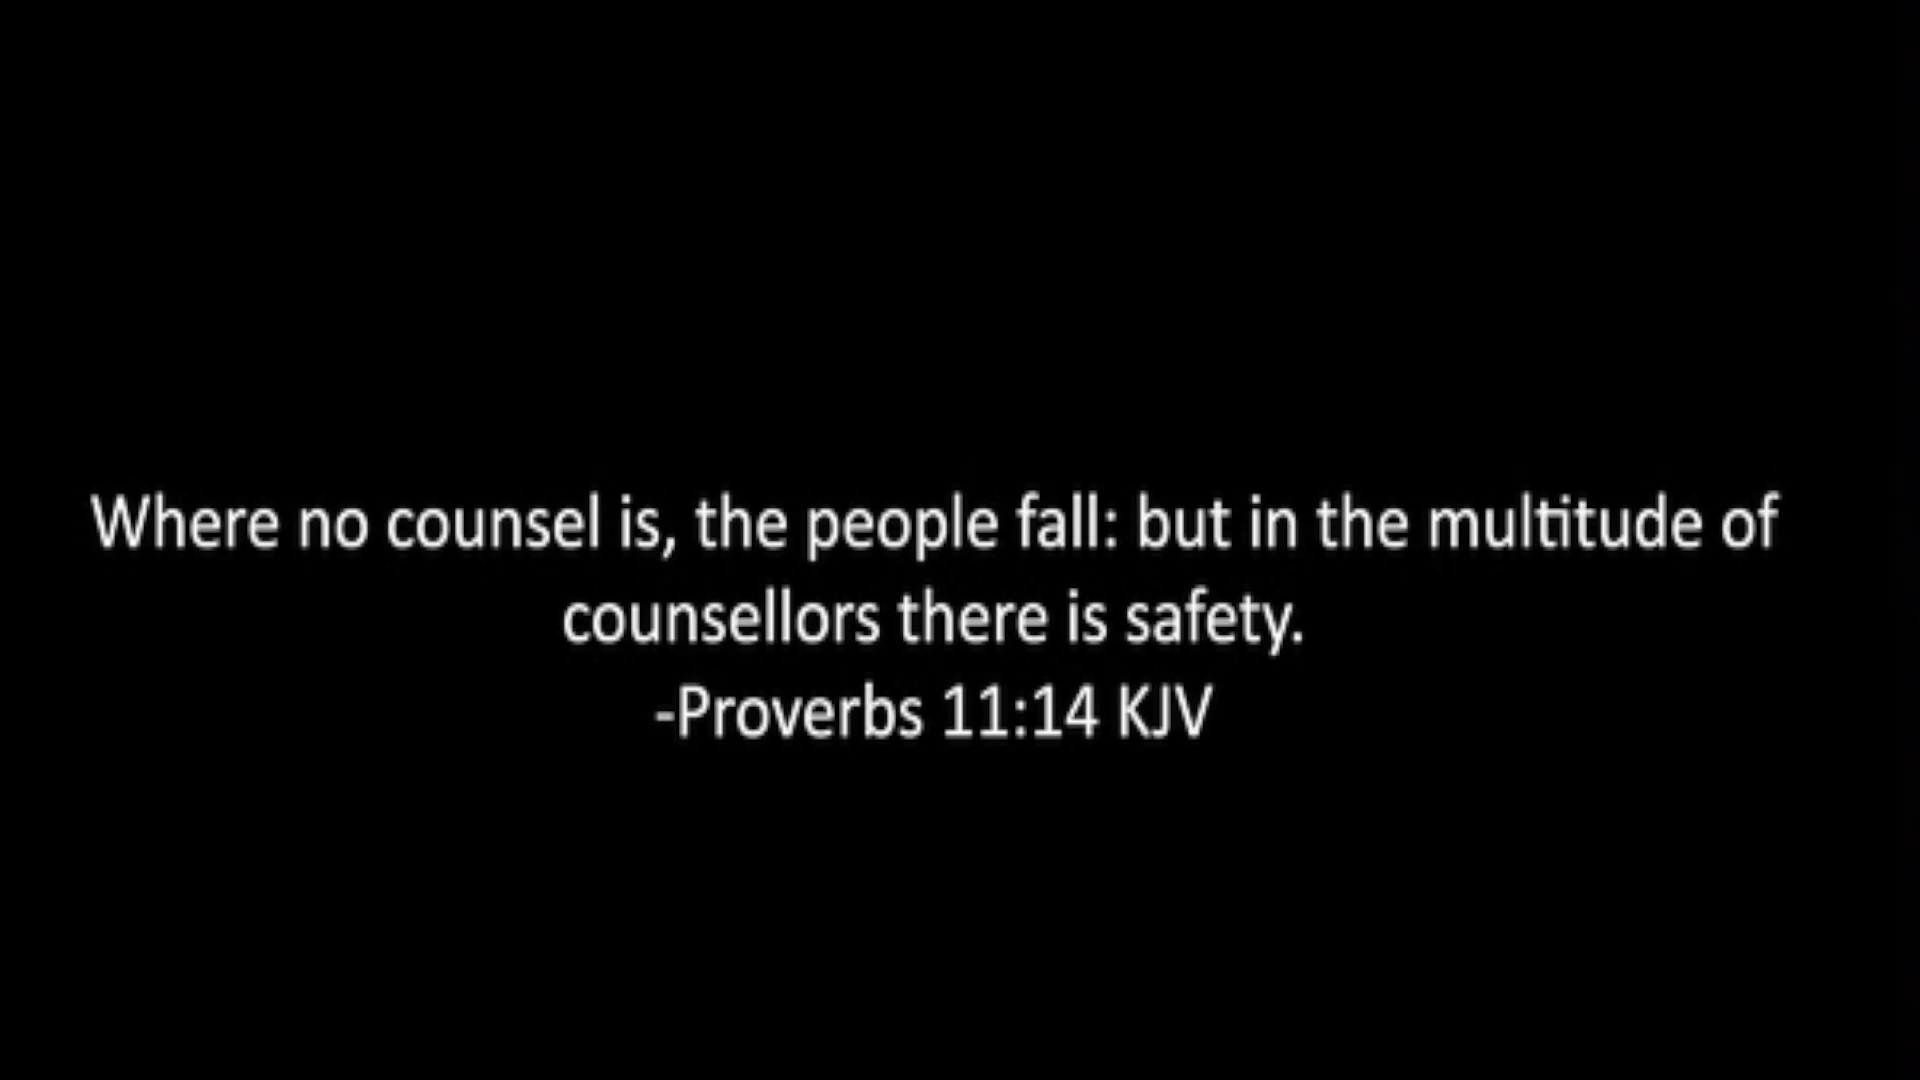 Where no counsel is, the people fall: but in the multitude of
counsellors there is safety.
-Proverbs 11:14 KJV